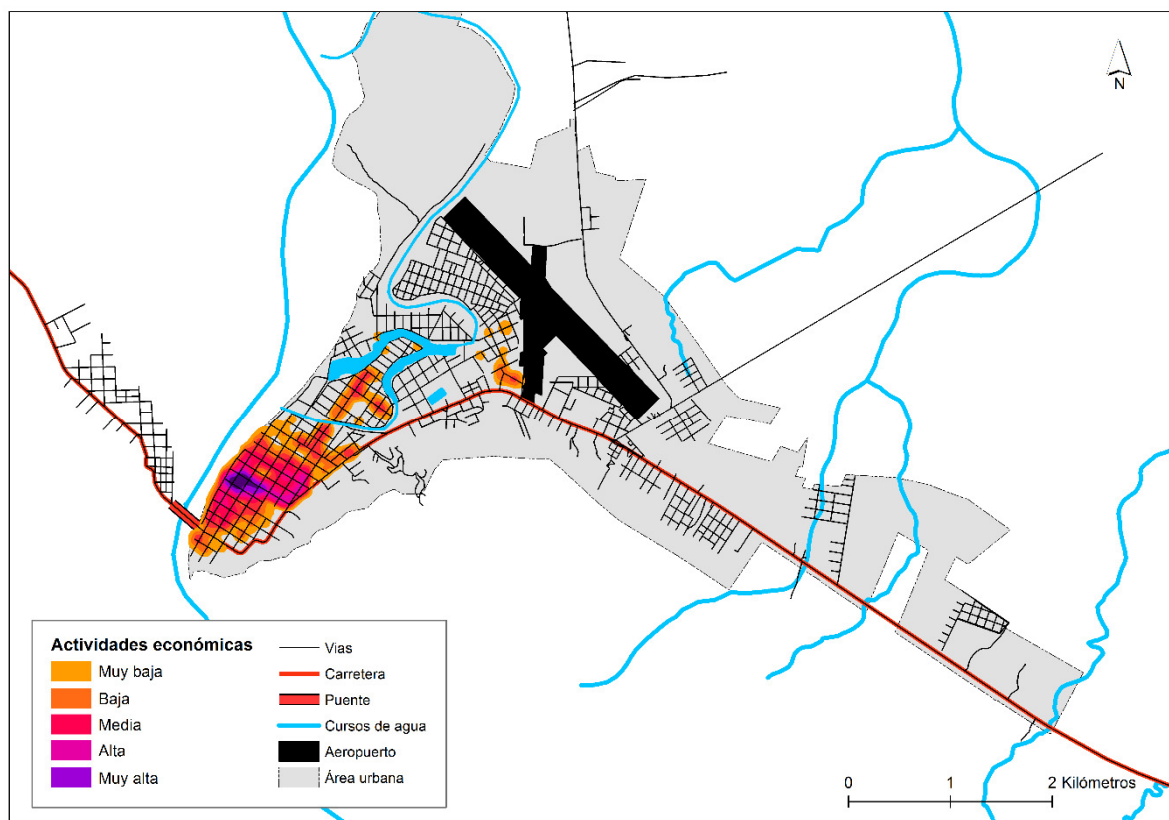 N
Actividades económicas
Muy baja
Baja
Media
Alta
Muy alta
Vias
Carretera
Puente
Cursos de agua
Aeropuerto
Área urbana
0 1 2 Kilómetros